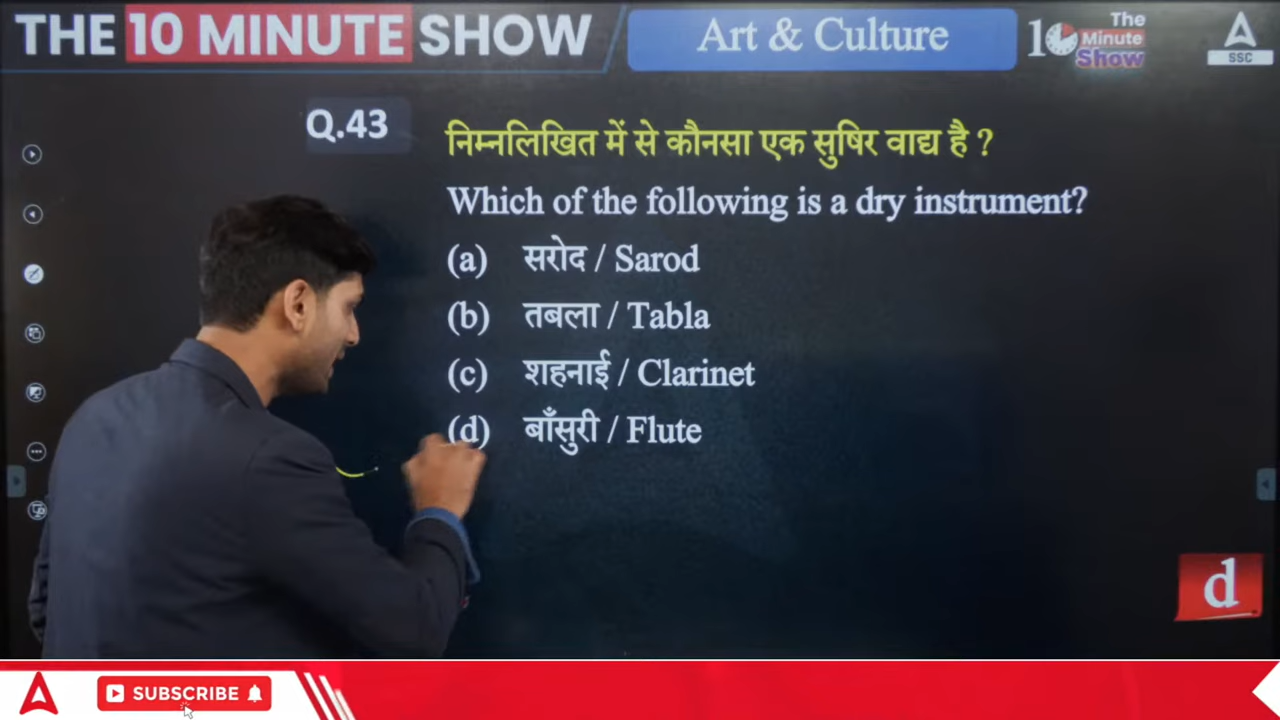 THE 10 MINUTE SHOW
Art & Culture
10 The Minute Show
SSC
Q.43
निम्नलिखित में से कौनसा एक सुषिर वाद्य है ?
Which of the following is a dry instrument?
(a) सरोद / Sarod
(b) तबला / Tabla
(c) शहनाई / Clarinet
(d) बाँसुरी / Flute
d
SUBSCRIBE